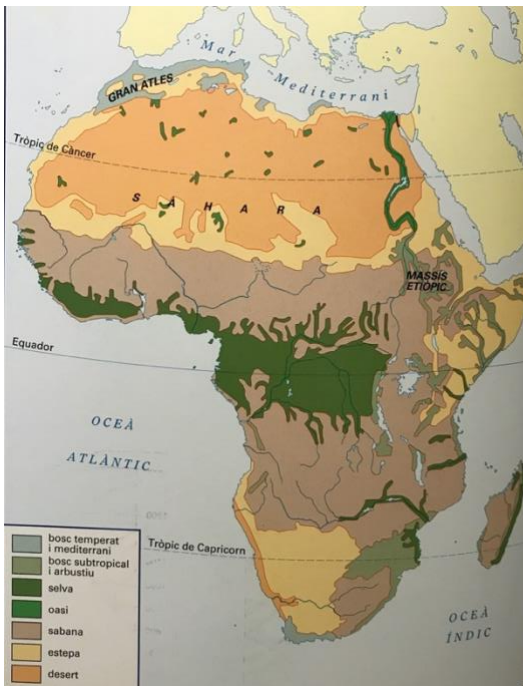 Mar
Mediterrani
GRAN ATLES
Tròpic de Càncer
SÀHARA
MASSÍS
ETIÒPIC
Equador
OCEÀ
ATLÀNTIC
Tròpic de Capricorn
OCEÀ
ÍNDIC
bosc temperat
i mediterrani
bosc subtropical
i arbustiu
selva
oasi
sabana
estepa
desert